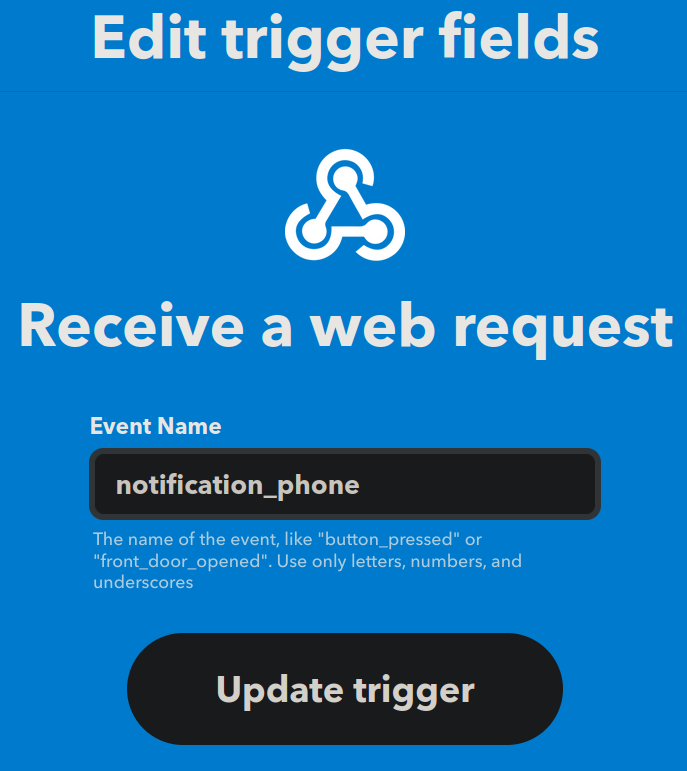 Edit trigger fields
Receive a web request
Event Name
notification_phone
The name of the event, like "button_pressed" or
"front_door_opened". Use only letters, numbers, and
underscores
Update trigger